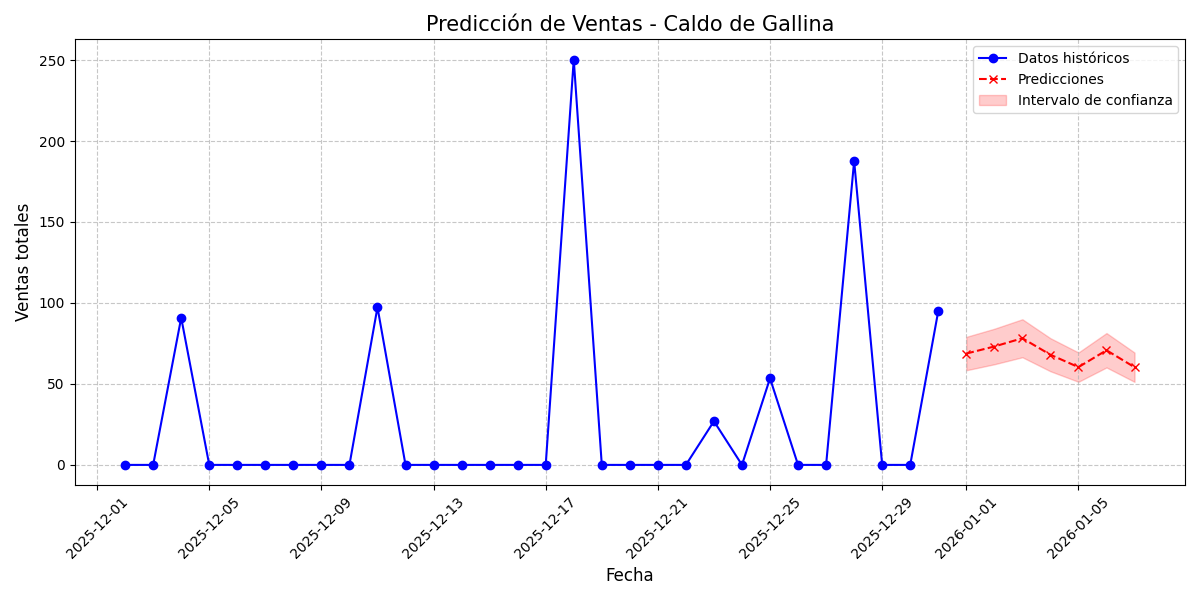 Predicción de Ventas - Caldo de Gallina
Datos históricos
Predicciones
Intervalo de confianza
Ventas totales
250
200
150
100
50
0
2025-12-01
2025-12-05
2025-12-09
2025-12-13
2025-12-17
2025-12-21
2025-12-25
2025-12-29
2026-01-01
2026-01-05
Fecha